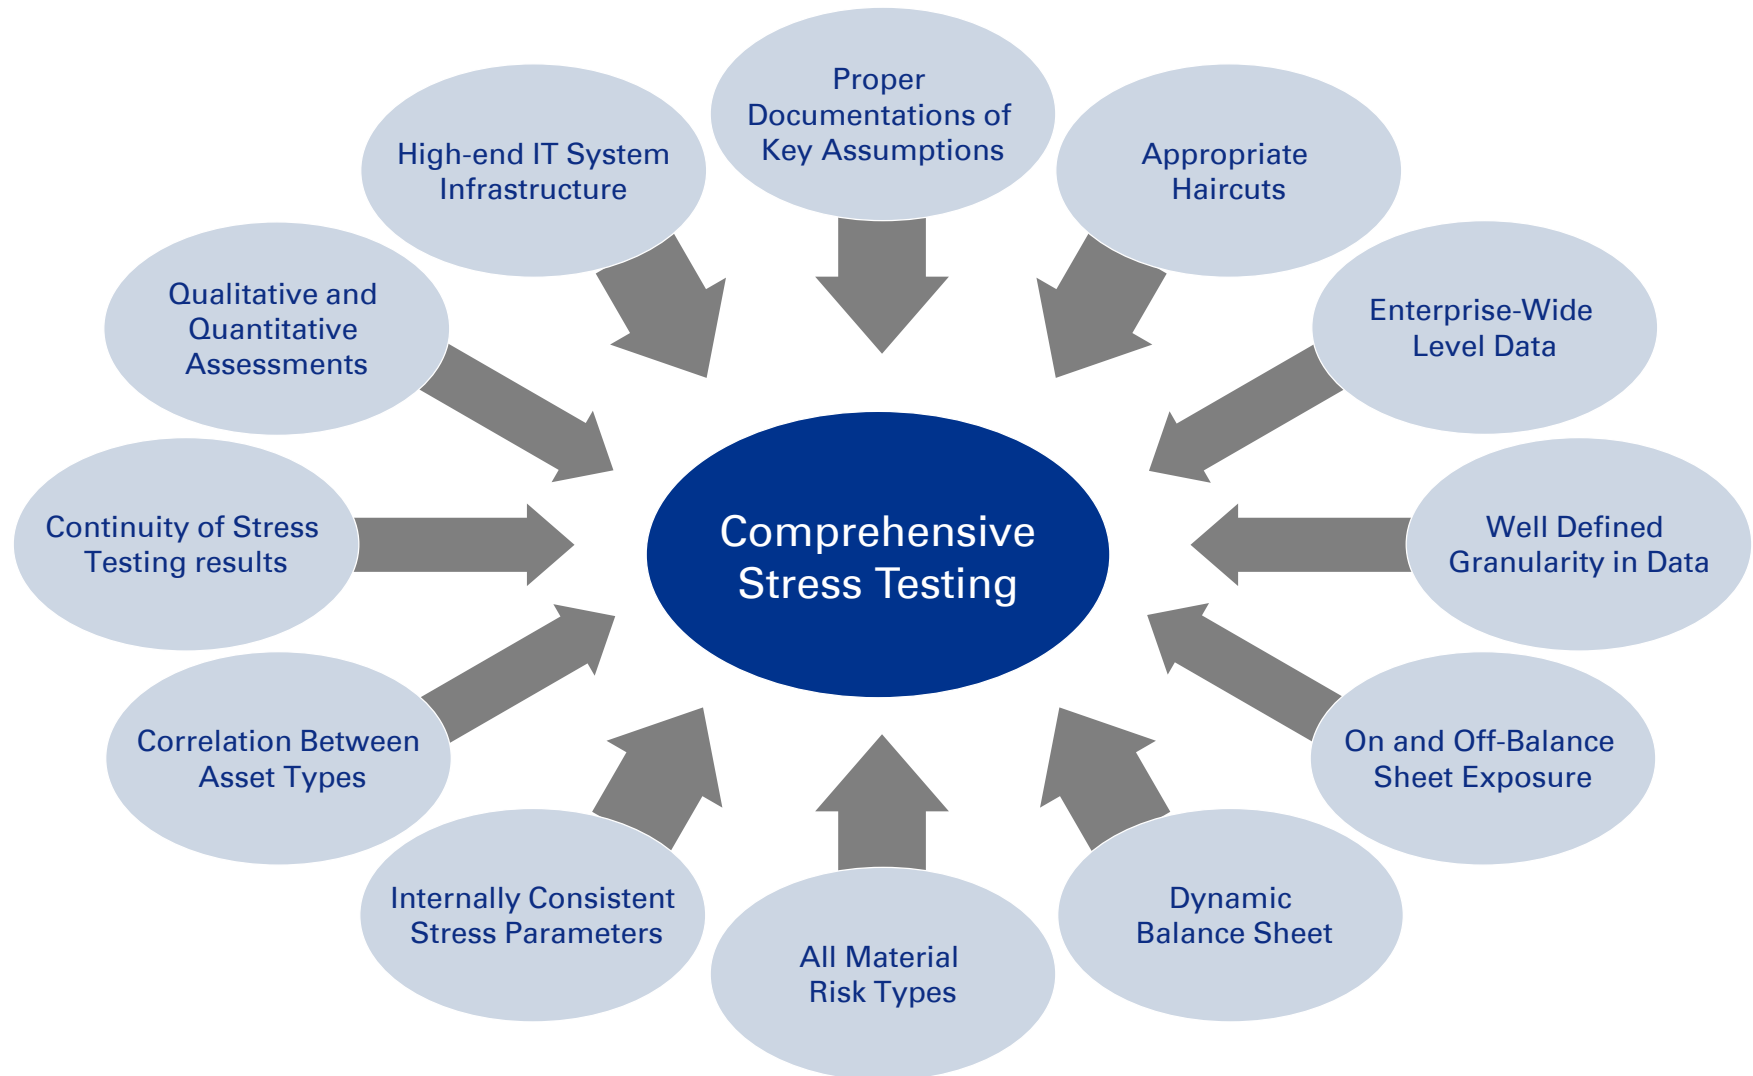 Proper
Documentations of
Key Assumptions
High-end IT System
Infrastructure
Appropriate
Haircuts
Qualitative and
Quantitative
Assessments
Enterprise-Wide
Level Data
Continuity of Stress
Testing results
Comprehensive
Stress Testing
Well Defined
Granularity in Data
Correlation Between
Asset Types
On and Off-Balance
Sheet Exposure
Internally Consistent
Stress Parameters
Dynamic
Balance Sheet
All Material
Risk Types